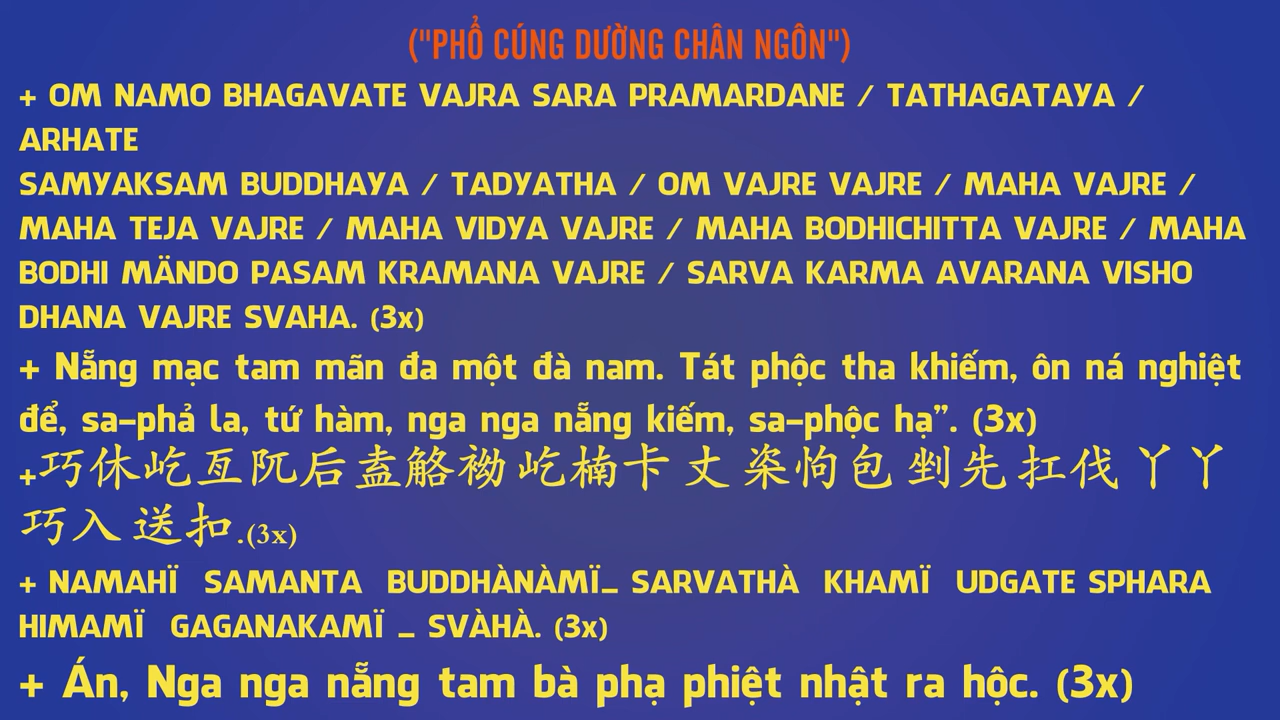 ("PHỔ CÚNG DƯỜNG CHÂN NGÔN")
+ OM NAMO BHAGAVATE VAJRA SARA PRAMARDANE / TATHAGATAYA /
ARHATE
SAMYAKSAM BUDDHAYA / TADYATHA / OM VAJRE VAJRE / MAHA VAJRE /
MAHA TEJA VAJRE / MAHA VIDYA VAJRE / MAHA BODHICHITTA VAJRE / MAHA
BODHI MÄNDO PASAM KRAMANA VAJRE / SARVA KARMA AVARANA VISHO
DHANA VAJRE SVAHA. (3x)
+ Nẵng mạc tam mãn đa một đà nam. Tát phộc tha khiếm, ôn ná nghiệt
để, sa-phả la, tứ hàm, nga nga nẵng kiếm, sa-phộc hạ”. (3x)
+巧休屹亙阢后盍觡袎屹楠卡丈 栥怐包 剉先 扛伐 丫丫
巧入 送扣.(3x)
+ NAMAHÏ SAMANTA BUDDHÀNÀMÏ_ SARVATHÀ KHAMÏ UDGATE SPHARA
HIMAMÏ GAGANAKAMÏ _ SVÀHÀ. (3x)
+ Án, Nga nga nẵng tam bà phạ phiệt nhật ra hộc. (3x)